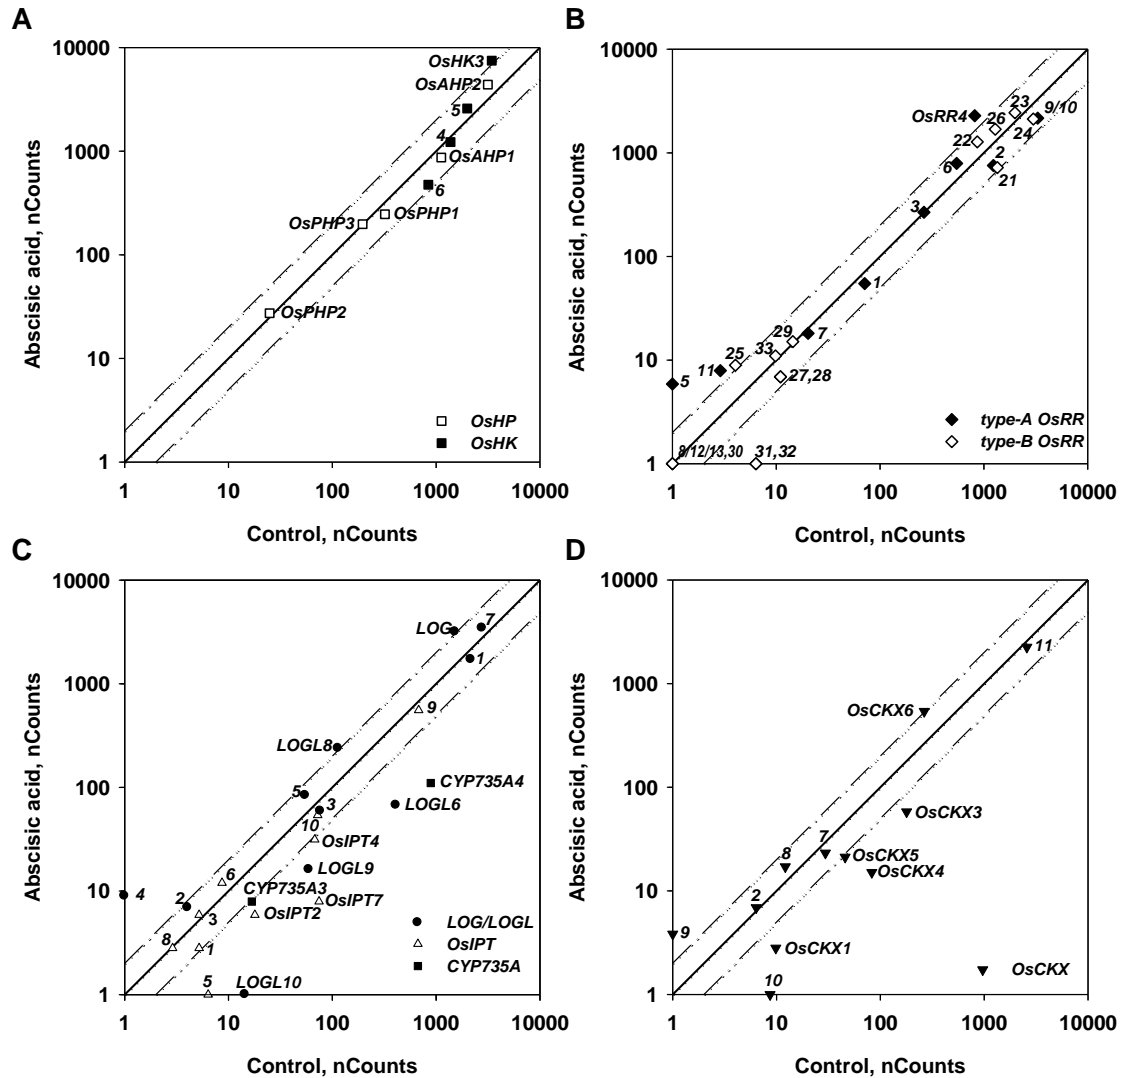 A
10000
1000
100
10
1
Abscisic acid, nCounts
OsHK3
OsAHP2
5
4
OsAHP1
6
OsPHP3
OsPHP1
OsPHP2
OsHP
OsHK
1 10 100 1000 10000
Control, nCounts
B
10000
1000
100
10
1
Abscisic acid, nCounts
23
9/10
OsRR4
26
24
22
2
6
21
3
1
29
7
33
25
11
27,28
5
8/12/13,30
31,32
type-A OsRR
type-B OsRR
1 10 100 1000 10000
Control, nCounts
C
10000
1000
100
10
1
Abscisic acid, nCounts
LOG
7
1
9
LOGL8
CYP735A4
5
3
LOGL6
10
OsIPT4
LOGL9
6
CYP735A3
4
2
OsIPT7
3
OsIPT2
8
1
5
LOGL10
LOG/LOGL
OsIPT
CYP735A
1 10 100 1000 10000
Control, nCounts
D
10000
1000
100
10
1
Abscisic acid, nCounts
11
OsCKX6
OsCKX3
7
8
OsCKX5
OsCKX4
2
9
OsCKX1
10
OsCKX
1 10 100 1000 10000
Control, nCounts